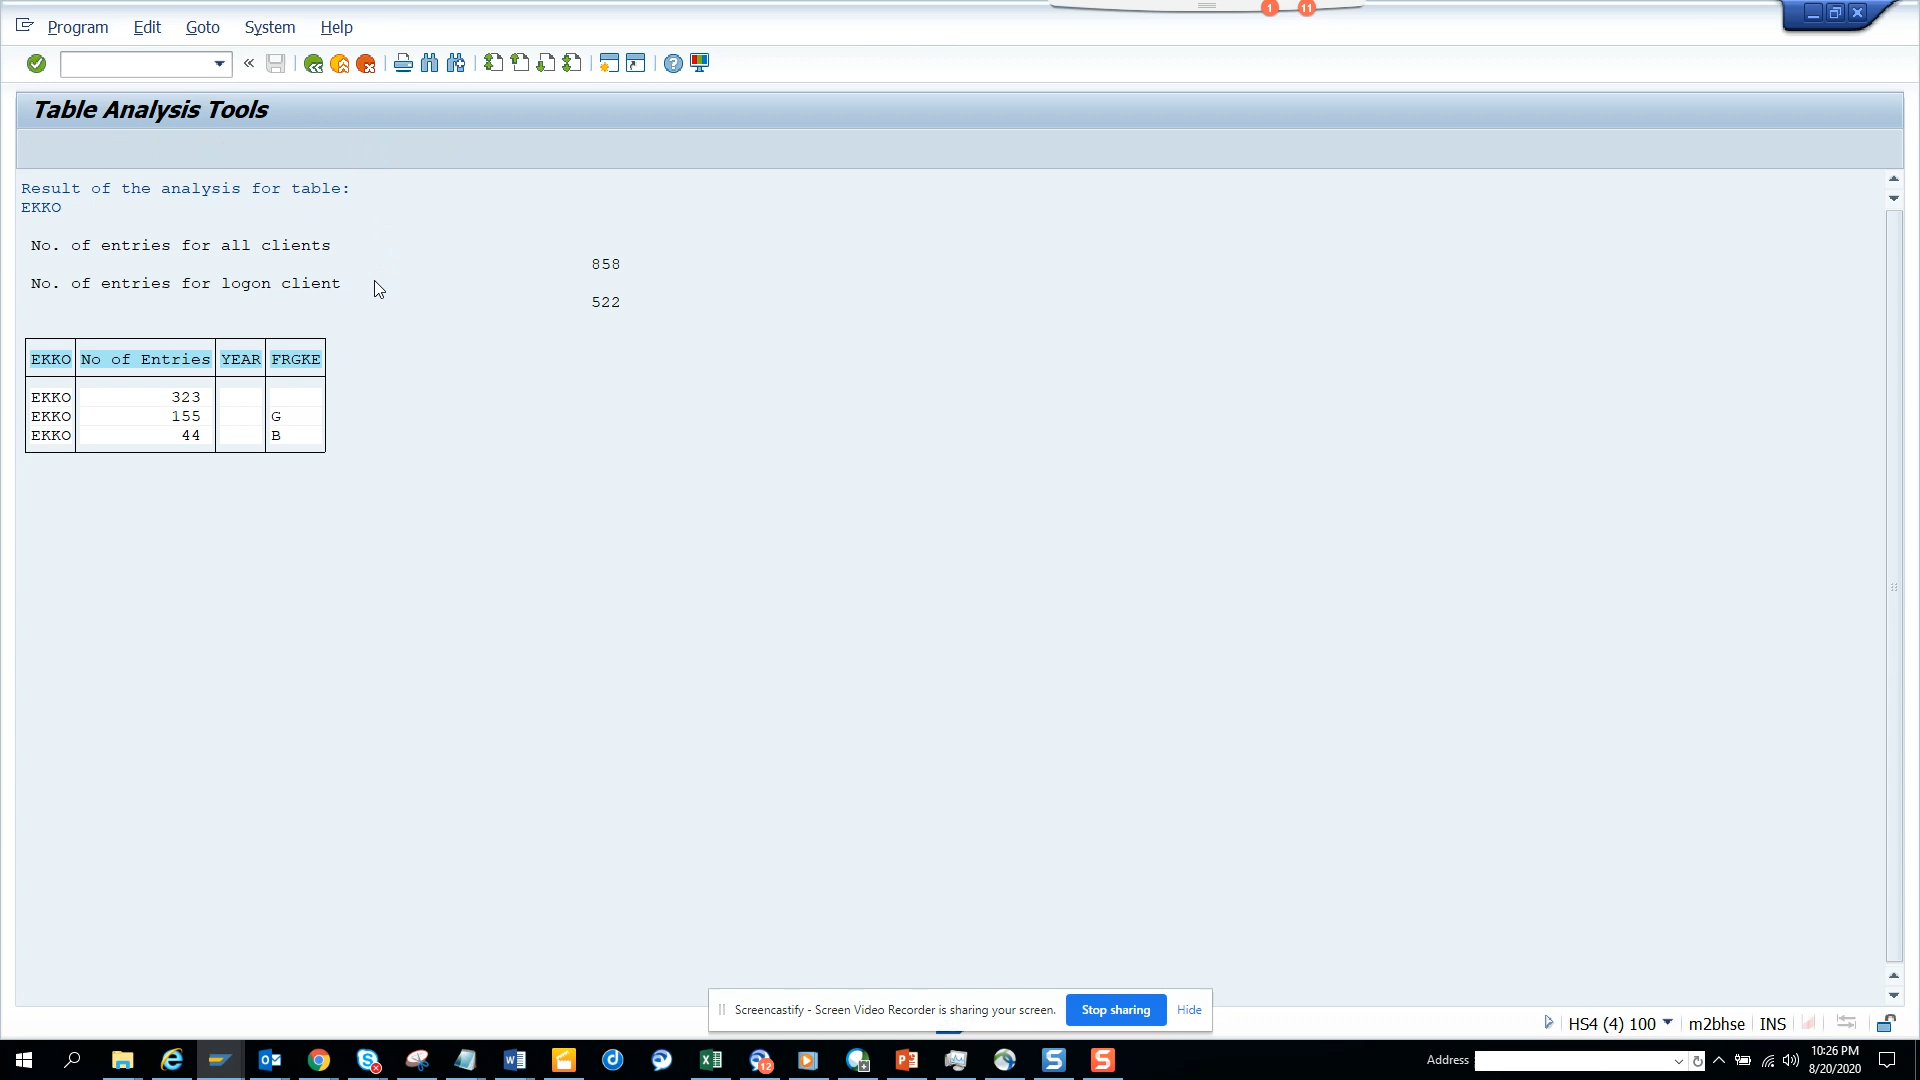 1 11
Program Edit Goto System Help
Table Analysis Tools
Result of the analysis for table:
EKKO
No. of entries for all clients
858
No. of entries for logon client
522
EKKO No of Entries YEAR FRGKE
EKKO 323
EKKO 155 G
EKKO 44 B
Screencastify - Screen Video Recorder is sharing your screen. Stop sharing Hide
HS4 (4) 100 m2bhse INS
Address 10:26 PM
8/20/2020
12